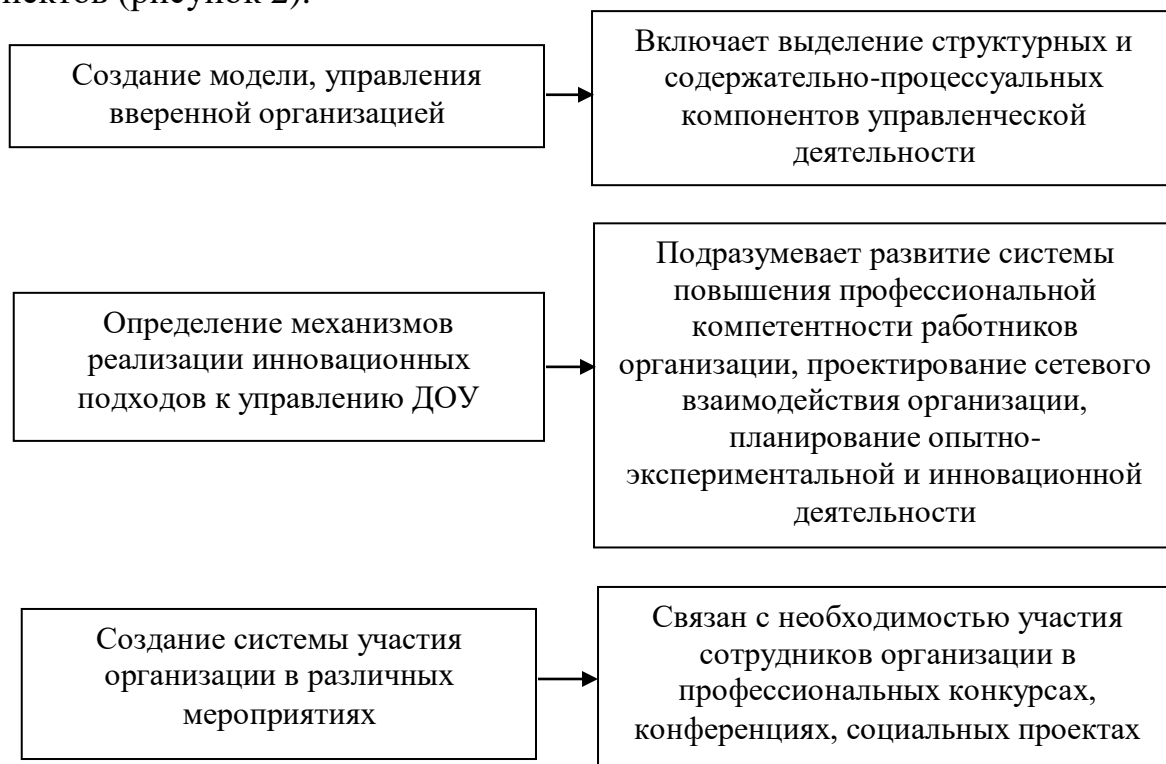 (рисунок 2).
Создание модели, управления
вверенной организацией
Включает выделение структурных и
содержательно-процессуальных
компонентов управленческой
деятельности
Определение механизмов
реализации инновационных
подходов к управлению ДОУ
Подразумевает развитие системы
повышения профессиональной
компетентности работников
организации, проектирование сетевого
взаимодействия организации,
планирование опытно-
экспериментальной и инновационной
деятельности
Создание системы участия
организации в различных
мероприятиях
Связан с необходимостью участия
сотрудников организации в
профессиональных конкурсах,
конференциях, социальных проектах